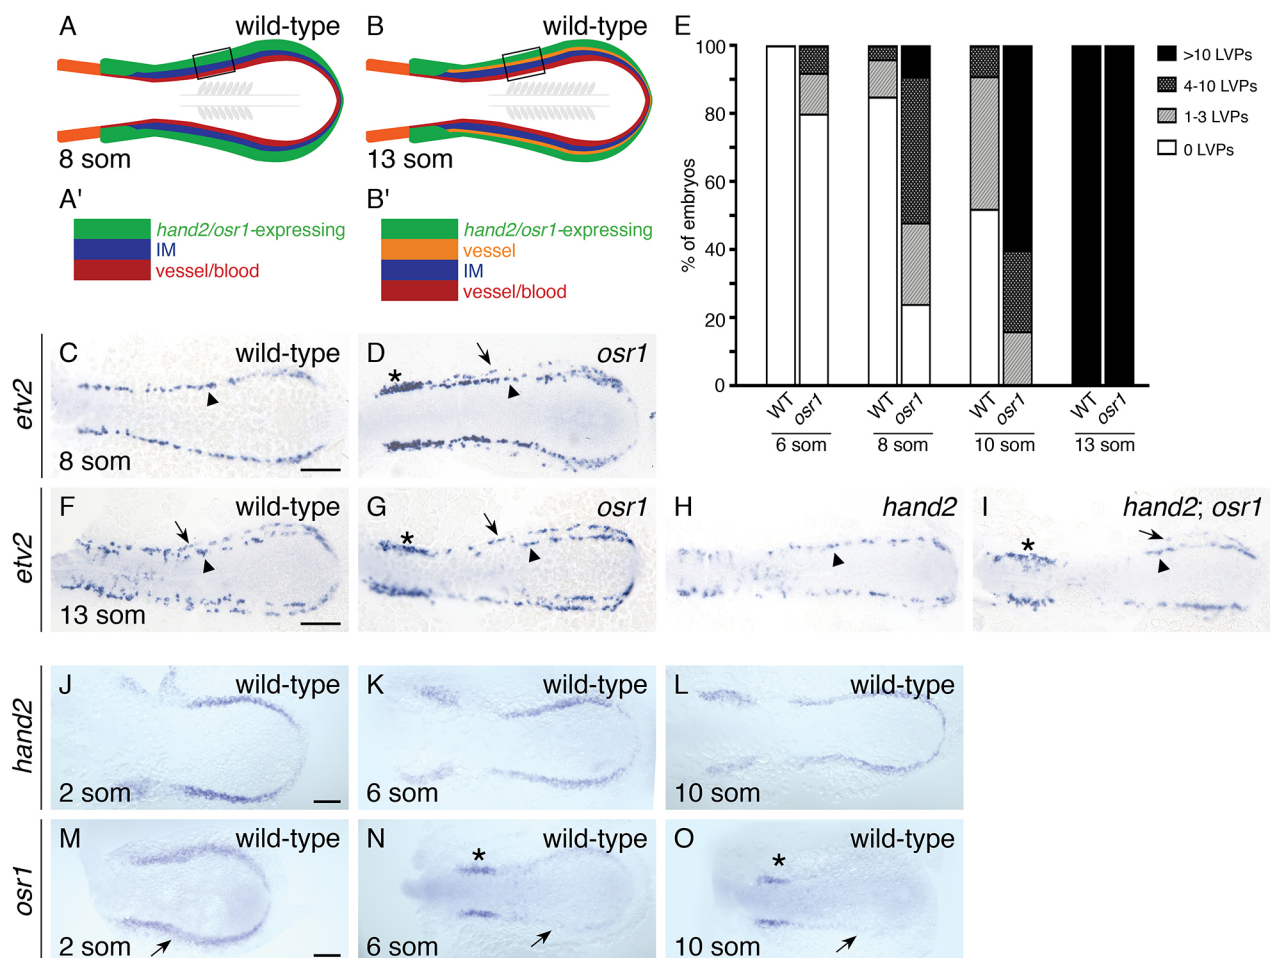 A wild-type
8 som
B wild-type
13 som
A'
hand2/osr1-expressing
IM
vessel/blood
B'
hand2/osr1-expressing
vessel
IM
vessel/blood
E
% of embryos
100
80
60
40
20
0
WT osr1 WT osr1 WT osr1 WT osr1
6 som 8 som 10 som 13 som
>10 LVPs
4-10 LVPs
1-3 LVPs
0 LVPs
etv2
C wild-type
8 som
D osr1
*
etv2
F wild-type
13 som
G osr1
*
H hand2
I hand2; osr1
*
hand2
J wild-type
2 som
K wild-type
6 som
L wild-type
10 som
osr1
M wild-type
2 som
N wild-type
*
6 som
O wild-type
*
10 som